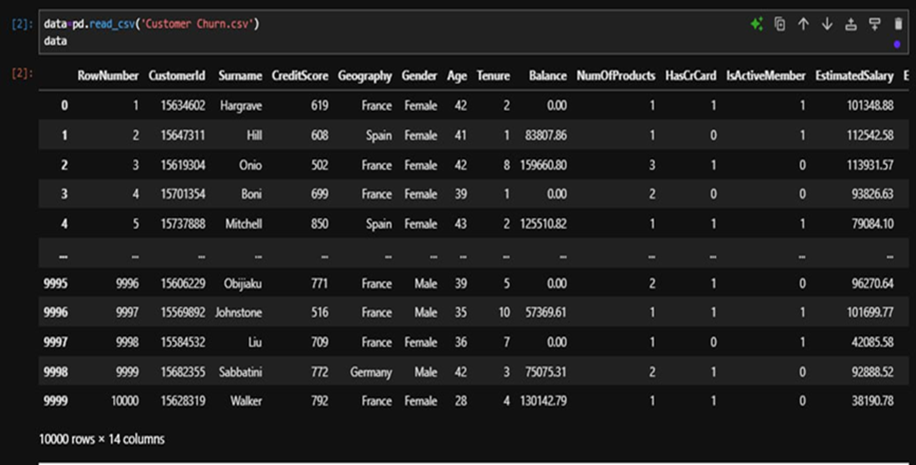 [2]: data=pd.read_csv('Customer Churn.csv')
data
[2]:
RowNumber CustomerId Surname CreditScore Geography Gender Age Tenure Balance NumOfProducts HasCrCard IsActiveMember EstimatedSalary E
0 1 15634602 Hargrave 619 France Female 42 2 0.00 1 1 1 101348.88
1 2 15647311 Hill 608 Spain Female 41 1 83807.86 1 0 1 112542.58
2 3 15619304 Onio 502 France Female 42 8 159660.80 3 1 0 113931.57
3 4 15701354 Boni 699 France Female 39 1 0.00 2 0 0 93826.63
4 5 15737888 Mitchell 850 Spain Female 43 2 125510.82 1 1 1 79084.10
... ... ... ... ... ... ... ... ... ... ... ... ... ...
9995 9996 15606229 Obijiaku 771 France Male 39 5 0.00 2 1 0 96270.64
9996 9997 15569892 Johnstone 516 France Male 35 10 57369.61 1 1 1 101699.77
9997 9998 15584532 Liu 709 France Female 36 7 0.00 1 0 1 42085.58
9998 9999 15682355 Sabbatini 772 Germany Male 42 3 75075.31 2 1 0 92888.52
9999 10000 15628319 Walker 792 France Female 28 4 130142.79 1 1 0 38190.78
10000 rows × 14 columns